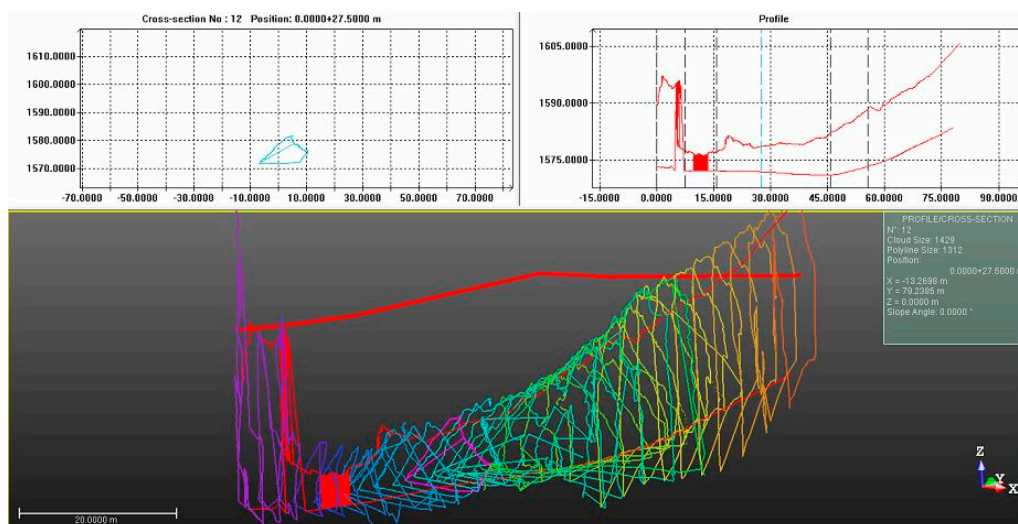 Cross-section No : 12 Position: 0.0000+27.5000 m
1610.0000
1600.0000
1590.0000
1580.0000
1570.0000
-70.0000 -50.0000 -30.0000 -10.0000 10.0000 30.0000 50.0000 70.0000
Profile
1605.0000
1590.0000
1575.0000
-15.0000 0.0000 15.0000 30.0000 45.0000 60.0000 75.0000 90.0000
PROFILE/CROSS-SECTION
N°: 12
Cloud Size: 1429
Polyline Size: 1312
Position:
0.0000+27.5000
X = -13.2698 m
Y = 79.2385 m
Z = 0.0000 m
Slope Angle: 0.0000 °
20.0000 m
Z
Y
X